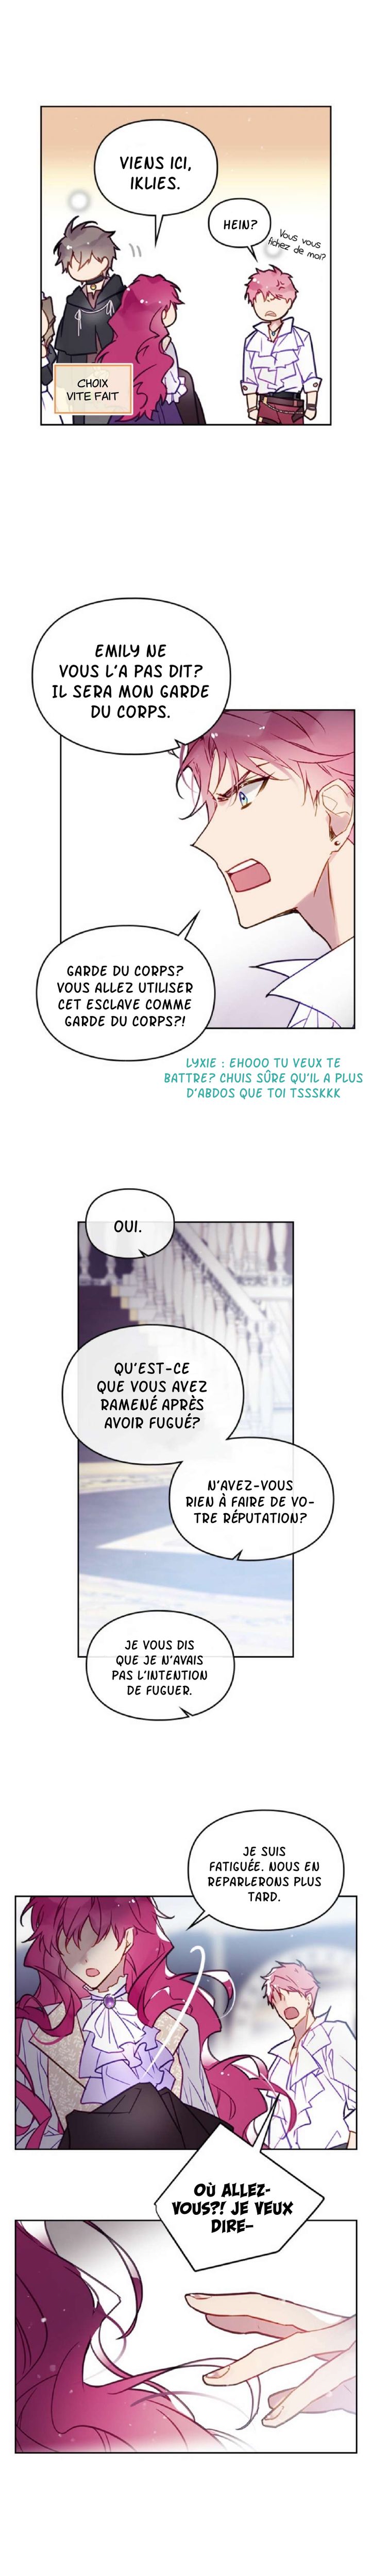 VIENS ICI,
IKLIES.
HEIN?
Vous vous
fichez de moi?
CHOIX
VITE FAIT
EMILY NE
VOUS L'A PAS DIT?
IL SERA MON GARDE
DU CORPS.
GARDE DU CORPS?
VOUS ALLEZ UTILISER
CET ESCLAVE COMME
GARDE DU CORPS?!
LYXIE : EHOOO TU VEUX TE
BATTRE? CHUIS SÛRE QU'IL A PLUS
D'ABDOS QUE TOI TSSSKKK
OUI.
QU'EST-CE
QUE VOUS AVEZ
RAMENÉ APRÈS
AVOIR FUGUÉ?
N'AVEZ-VOUS
RIEN À FAIRE DE VO-
TRE RÉPUTATION?
JE VOUS DIS
QUE JE N'AVAIS
PAS L'INTENTION
DE FUGUER.
JE SUIS
FATIGUÉE. NOUS EN
REPARLERONS PLUS
TARD.
OÙ ALLEZ-
VOUS?! JE VEUX
DIRE-